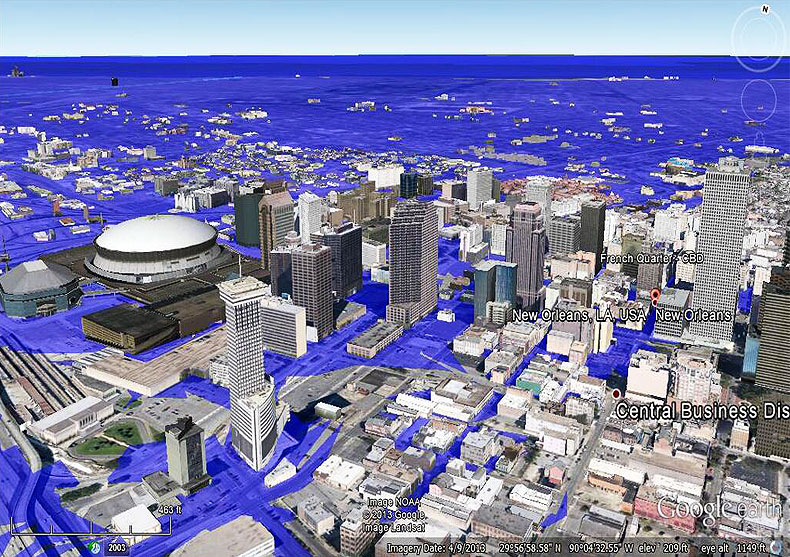 N
French Quarter - CBD
New Orleans, LA, USA New Orleans
Central Business Dis
463 ft
Image NOAA
© 2013 Google
Image Landsat
Google earth
2003
Imagery Date: 4/9/2013 29°56'58.58" N 90°04'32.55" W elev 209 ft eye alt 1149 ft